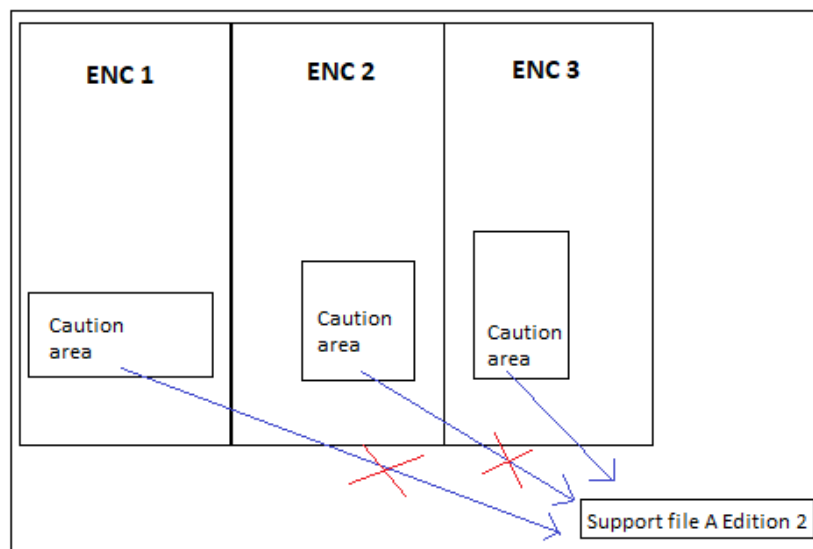 ENC 1
ENC 2
ENC 3
Caution
area
Caution
area
Caution
area
Support file A Edition 2